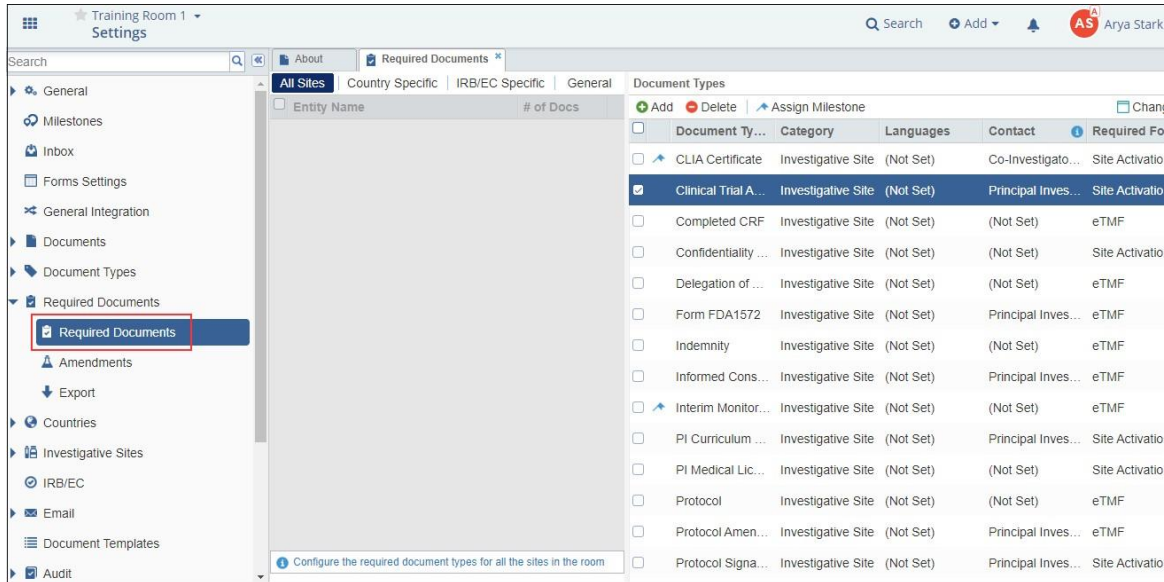 Training Room 1
Settings
Search
Add
A
AS
Arya Stark
Search
General
Milestones
Inbox
Forms Settings
General Integration
Documents
Document Types
Required Documents
Required Documents
Amendments
Export
Countries
Investigative Sites
IRB/EC
Email
Document Templates
Audit
About
Required Documents
All Sites
Country Specific
IRB/EC Specific
General
Entity Name
# of Docs
Configure the required document types for all the sites in the room
Document Types
Add Delete Assign Milestone Chang
Document Ty... Category Languages Contact Required Fo
CLIA Certificate Investigative Site (Not Set) Co-Investigato... Site Activatio
Clinical Trial A... Investigative Site (Not Set) Principal Inves... Site Activatio
Completed CRF Investigative Site (Not Set) (Not Set) eTMF
Confidentiality ... Investigative Site (Not Set) (Not Set) Site Activatio
Delegation of ... Investigative Site (Not Set) (Not Set) eTMF
Form FDA1572 Investigative Site (Not Set) Principal Inves... eTMF
Indemnity Investigative Site (Not Set) (Not Set) eTMF
Informed Cons... Investigative Site (Not Set) Principal Inves... eTMF
Interim Monitor... Investigative Site (Not Set) (Not Set) eTMF
PI Curriculum ... Investigative Site (Not Set) Principal Inves... Site Activatio
PI Medical Lic... Investigative Site (Not Set) (Not Set) Site Activatio
Protocol Investigative Site (Not Set) (Not Set) eTMF
Protocol Amen... Investigative Site (Not Set) Principal Inves... eTMF
Protocol Signa... Investigative Site (Not Set) Principal Inves... Site Activatio